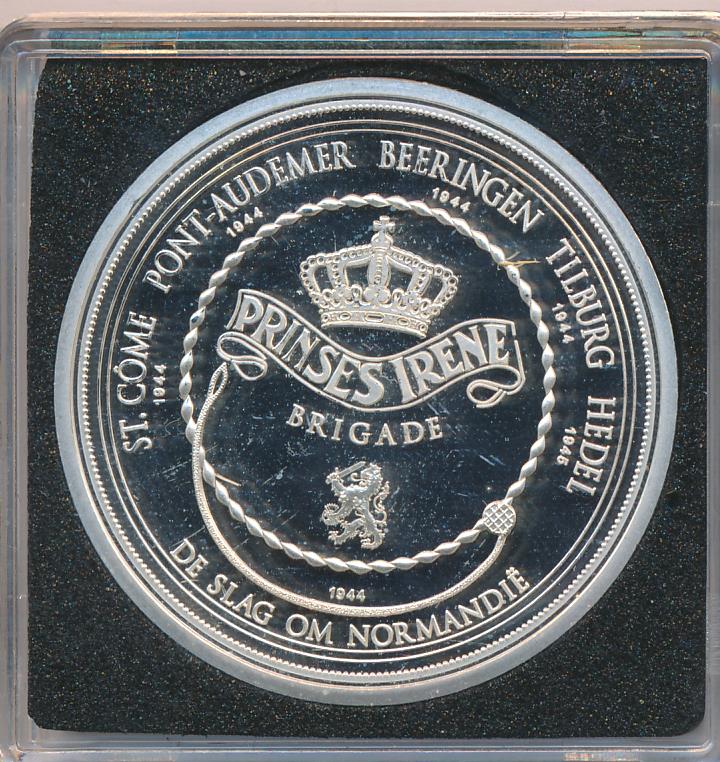 ST. CÔME
1944
PONT-AUDEMER
1944
BEERINGEN
1944
TILBURG
1944
HEDEL
1945
PRINSES IRENE
BRIGADE
1944
DE SLAG OM NORMANDIË